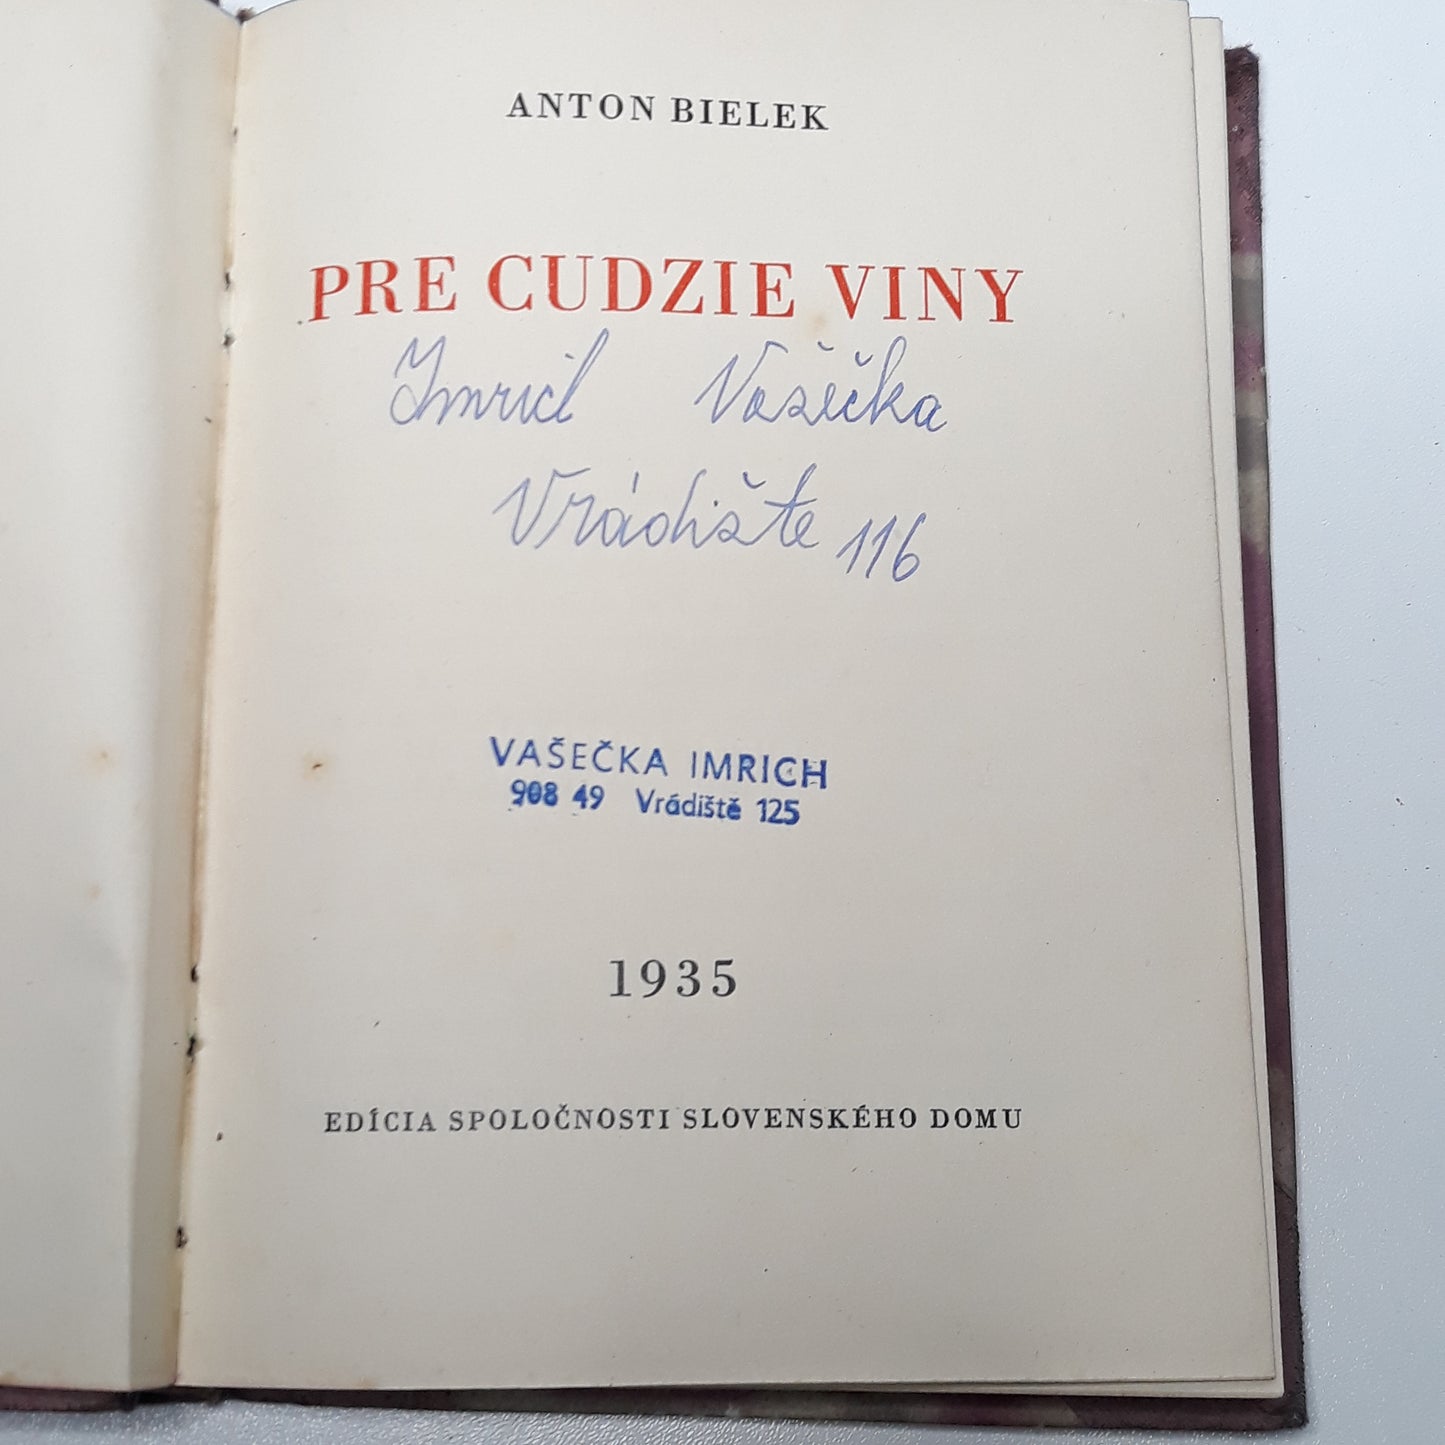 ANTON BIELEK
PRE CUDZIE VINY
Imrich Vašečka
Vrádište 116
VAŠEČKA IMRICH
908 49 Vrádiště 125
1935
EDÍCIA SPOLOČNOSTI SLOVENSKÉHO DOMU